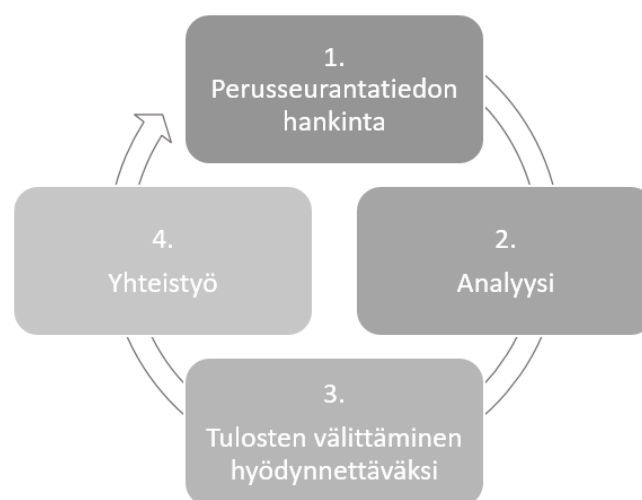 1.
Perusseurantatiedon
hankinta
2.
Analyysi
3.
Tulosten välittäminen
hyödynnettäväksi
4.
Yhteistyö